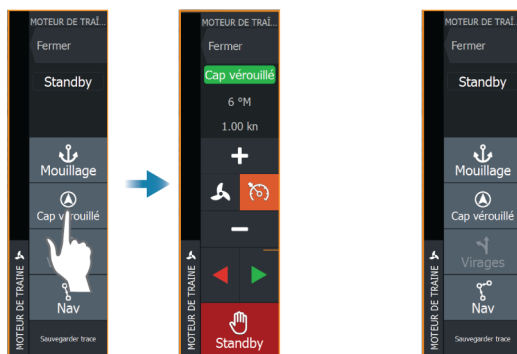 MOTEUR DE TRAÎ...
Fermer
Standby
Mouillage
Cap verouillé
Nav
Sauvegarder trace
MOTEUR DE TRAINE
MOTEUR DE TRAÎ...
Fermer
Cap vérouillé
6 °M
1.00 kn
Standby
MOTEUR DE TRAINE
MOTEUR DE TRAÎ...
Fermer
Standby
Mouillage
Cap vérouillé
Virages
Nav
Sauvegarder trace
MOTEUR DE TRAINE